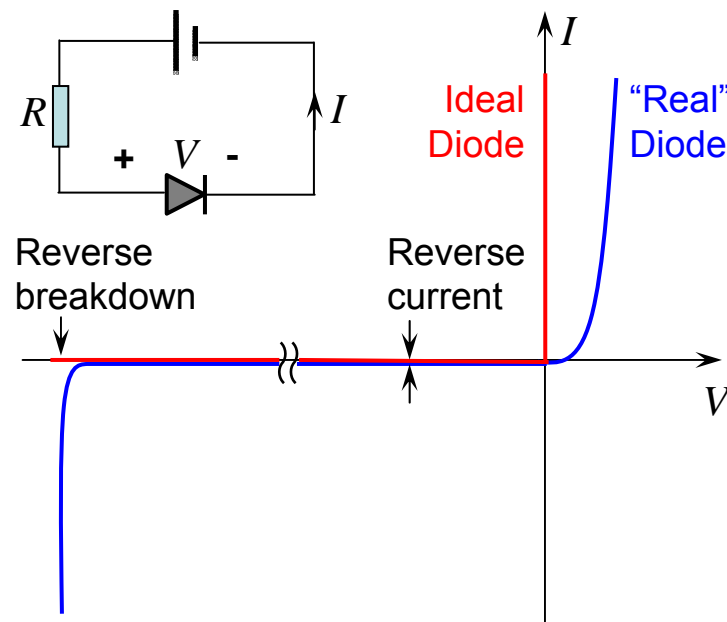 I
R
I
+ V -
Ideal
Diode
“Real”
Diode
Reverse
breakdown
Reverse
current
V